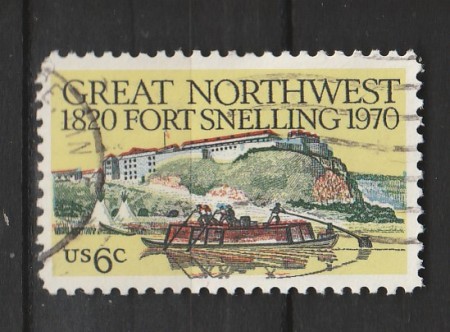 GREAT NORTHWEST
1820 FORT SNELLING 1970
US 6C